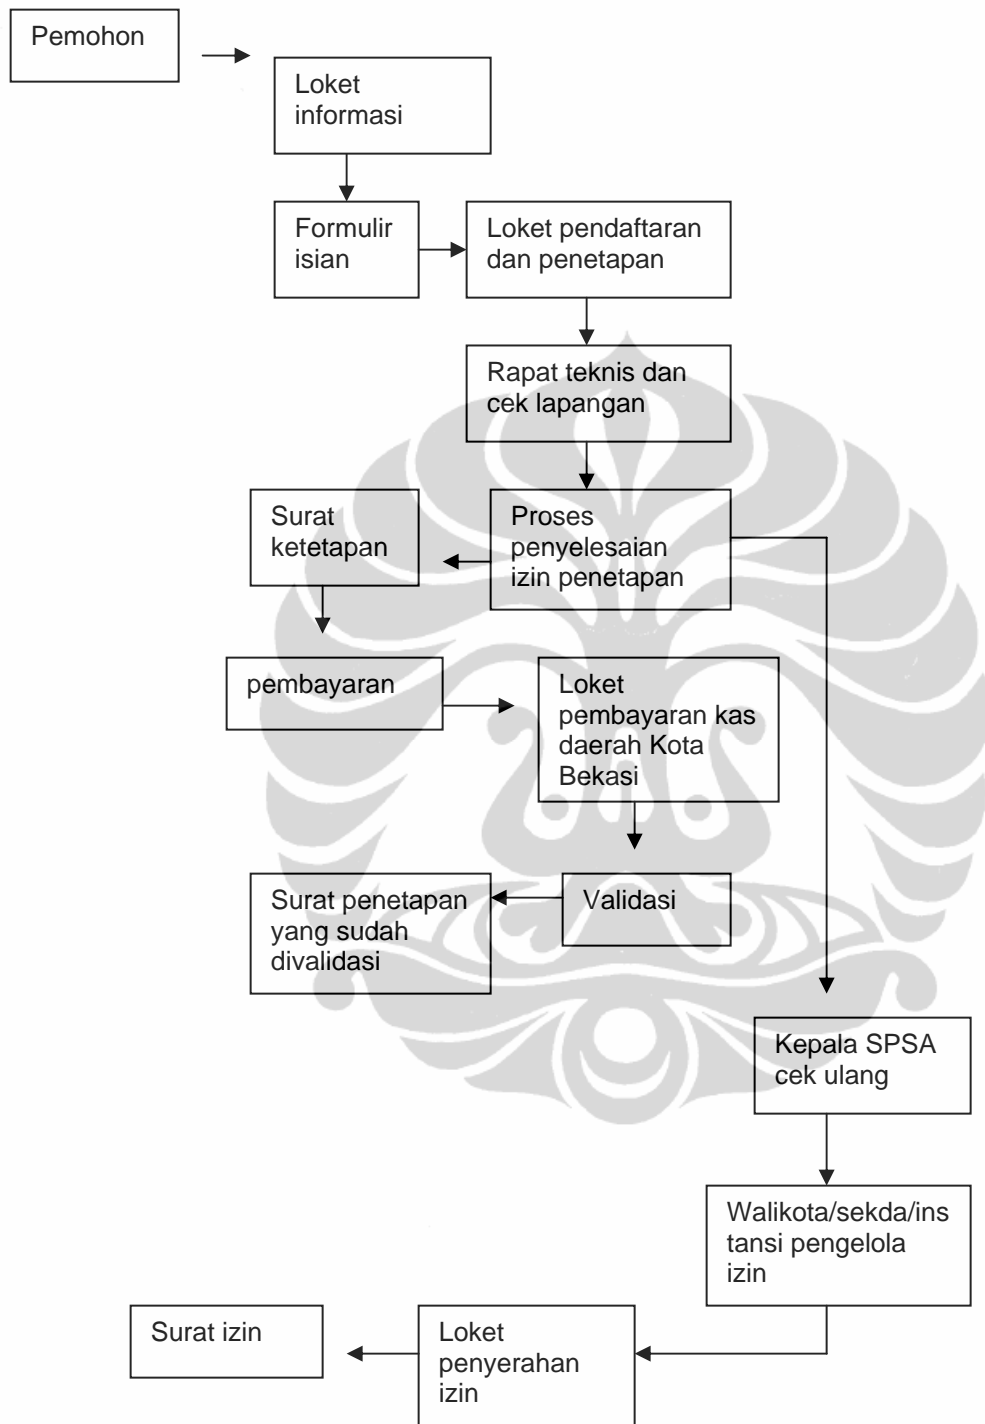 Pemohon
Loket
informasi
Formulir
isian
Loket pendaftaran
dan penetapan
Rapat teknis dan
cek lapangan
Surat
ketetapan
Proses
penyelesaian
izin penetapan
pembayaran
Loket
pembayaran kas
daerah Kota
Bekasi
Surat penetapan
yang sudah
divalidasi
Validasi
Kepala SPSA
cek ulang
Walikota/sekda/ins
tansi pengelola
izin
Surat izin
Loket
penyerahan
izin